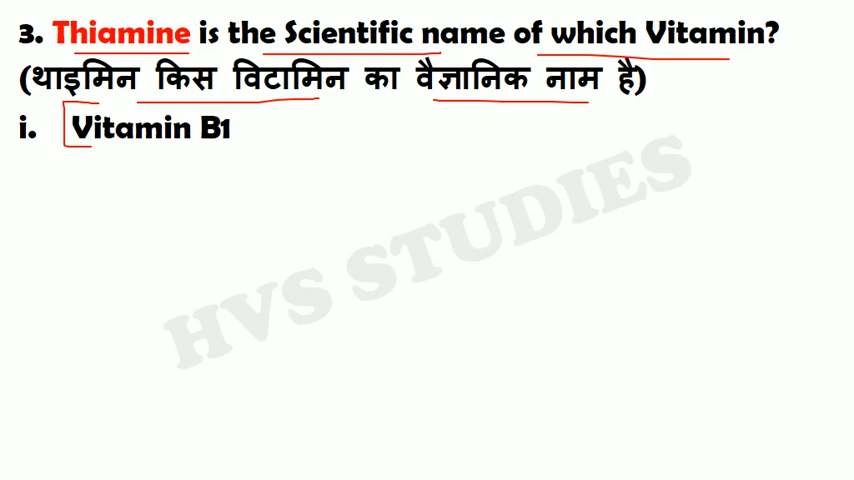 3. Thiamine is the Scientific name of which Vitamin?
(थाइमिन किस विटामिन का वैज्ञानिक नाम है)
i. Vitamin B1
HVS STUDIES